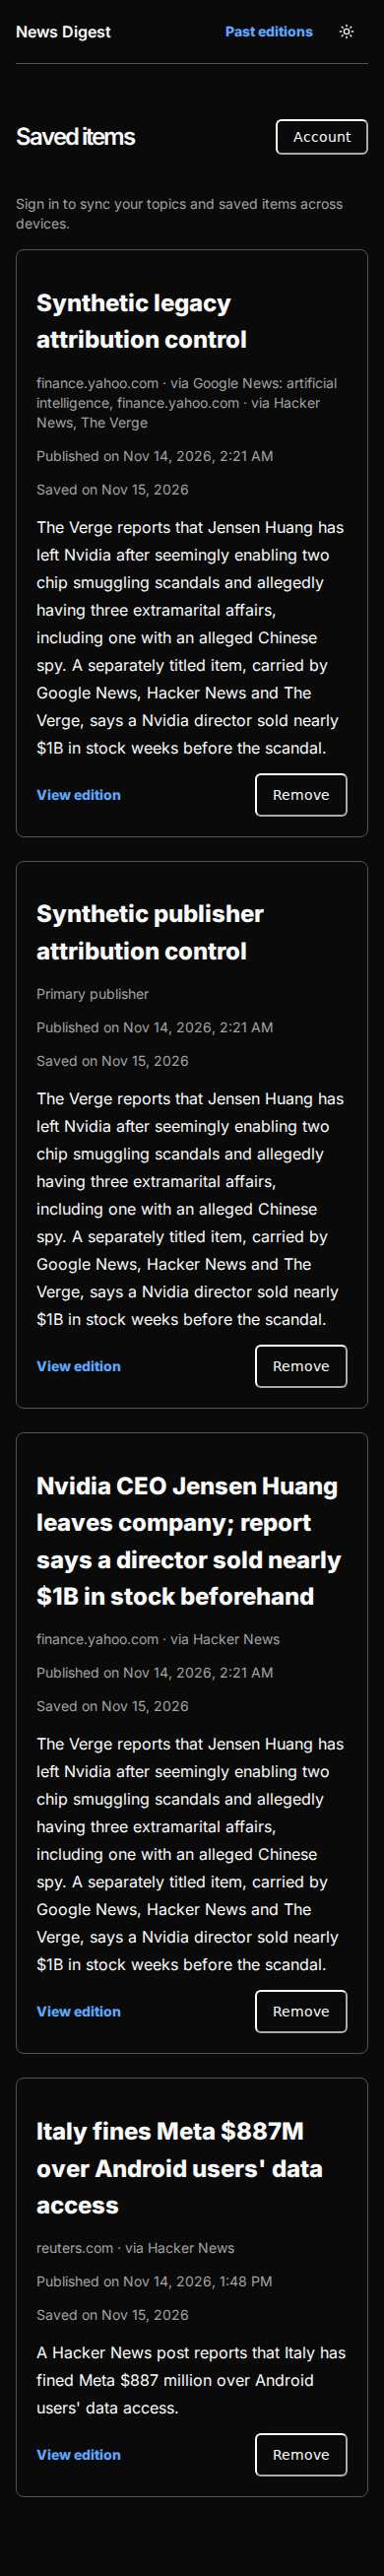 News Digest
Past editions
Saved items
Account
Sign in to sync your topics and saved items across
devices.
Synthetic legacy
attribution control
finance.yahoo.com · via Google News: artificial
intelligence, finance.yahoo.com · via Hacker
News, The Verge
Published on Nov 14, 2026, 2:21 AM
Saved on Nov 15, 2026
The Verge reports that Jensen Huang has
left Nvidia after seemingly enabling two
chip smuggling scandals and allegedly
having three extramarital affairs,
including one with an alleged Chinese
spy. A separately titled item, carried by
Google News, Hacker News and The
Verge, says a Nvidia director sold nearly
$1B in stock weeks before the scandal.
View edition
Remove
Synthetic publisher
attribution control
Primary publisher
Published on Nov 14, 2026, 2:21 AM
Saved on Nov 15, 2026
The Verge reports that Jensen Huang has
left Nvidia after seemingly enabling two
chip smuggling scandals and allegedly
having three extramarital affairs,
including one with an alleged Chinese
spy. A separately titled item, carried by
Google News, Hacker News and The
Verge, says a Nvidia director sold nearly
$1B in stock weeks before the scandal.
View edition
Remove
Nvidia CEO Jensen Huang
leaves company; report
says a director sold nearly
$1B in stock beforehand
finance.yahoo.com · via Hacker News
Published on Nov 14, 2026, 2:21 AM
Saved on Nov 15, 2026
The Verge reports that Jensen Huang has
left Nvidia after seemingly enabling two
chip smuggling scandals and allegedly
having three extramarital affairs,
including one with an alleged Chinese
spy. A separately titled item, carried by
Google News, Hacker News and The
Verge, says a Nvidia director sold nearly
$1B in stock weeks before the scandal.
View edition
Remove
Italy fines Meta $887M
over Android users' data
access
reuters.com · via Hacker News
Published on Nov 14, 2026, 1:48 PM
Saved on Nov 15, 2026
A Hacker News post reports that Italy has
fined Meta $887 million over Android
users' data access.
View edition
Remove